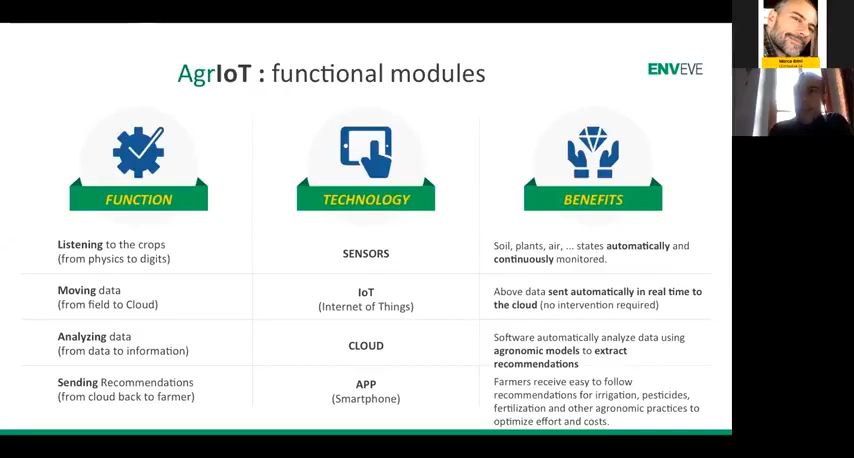 AgrIoT : functional modules
ENVEVE
FUNCTION
TECHNOLOGY
BENEFITS
Listening to the crops
(from physics to digits)
SENSORS
Soil, plants, air, ... states automatically and
continuously monitored.
Moving data
(from field to Cloud)
IoT
(Internet of Things)
Above data sent automatically in real time to
the cloud (no intervention required)
Analyzing data
(from data to information)
CLOUD
Software automatically analyze data using
agronomic models to extract
recommendations
Sending Recommendations
(from cloud back to farmer)
APP
(Smartphone)
Farmers receive easy to follow
recommendations for irrigation, pesticides,
fertilization and other agronomic practices to
optimize effort and costs.